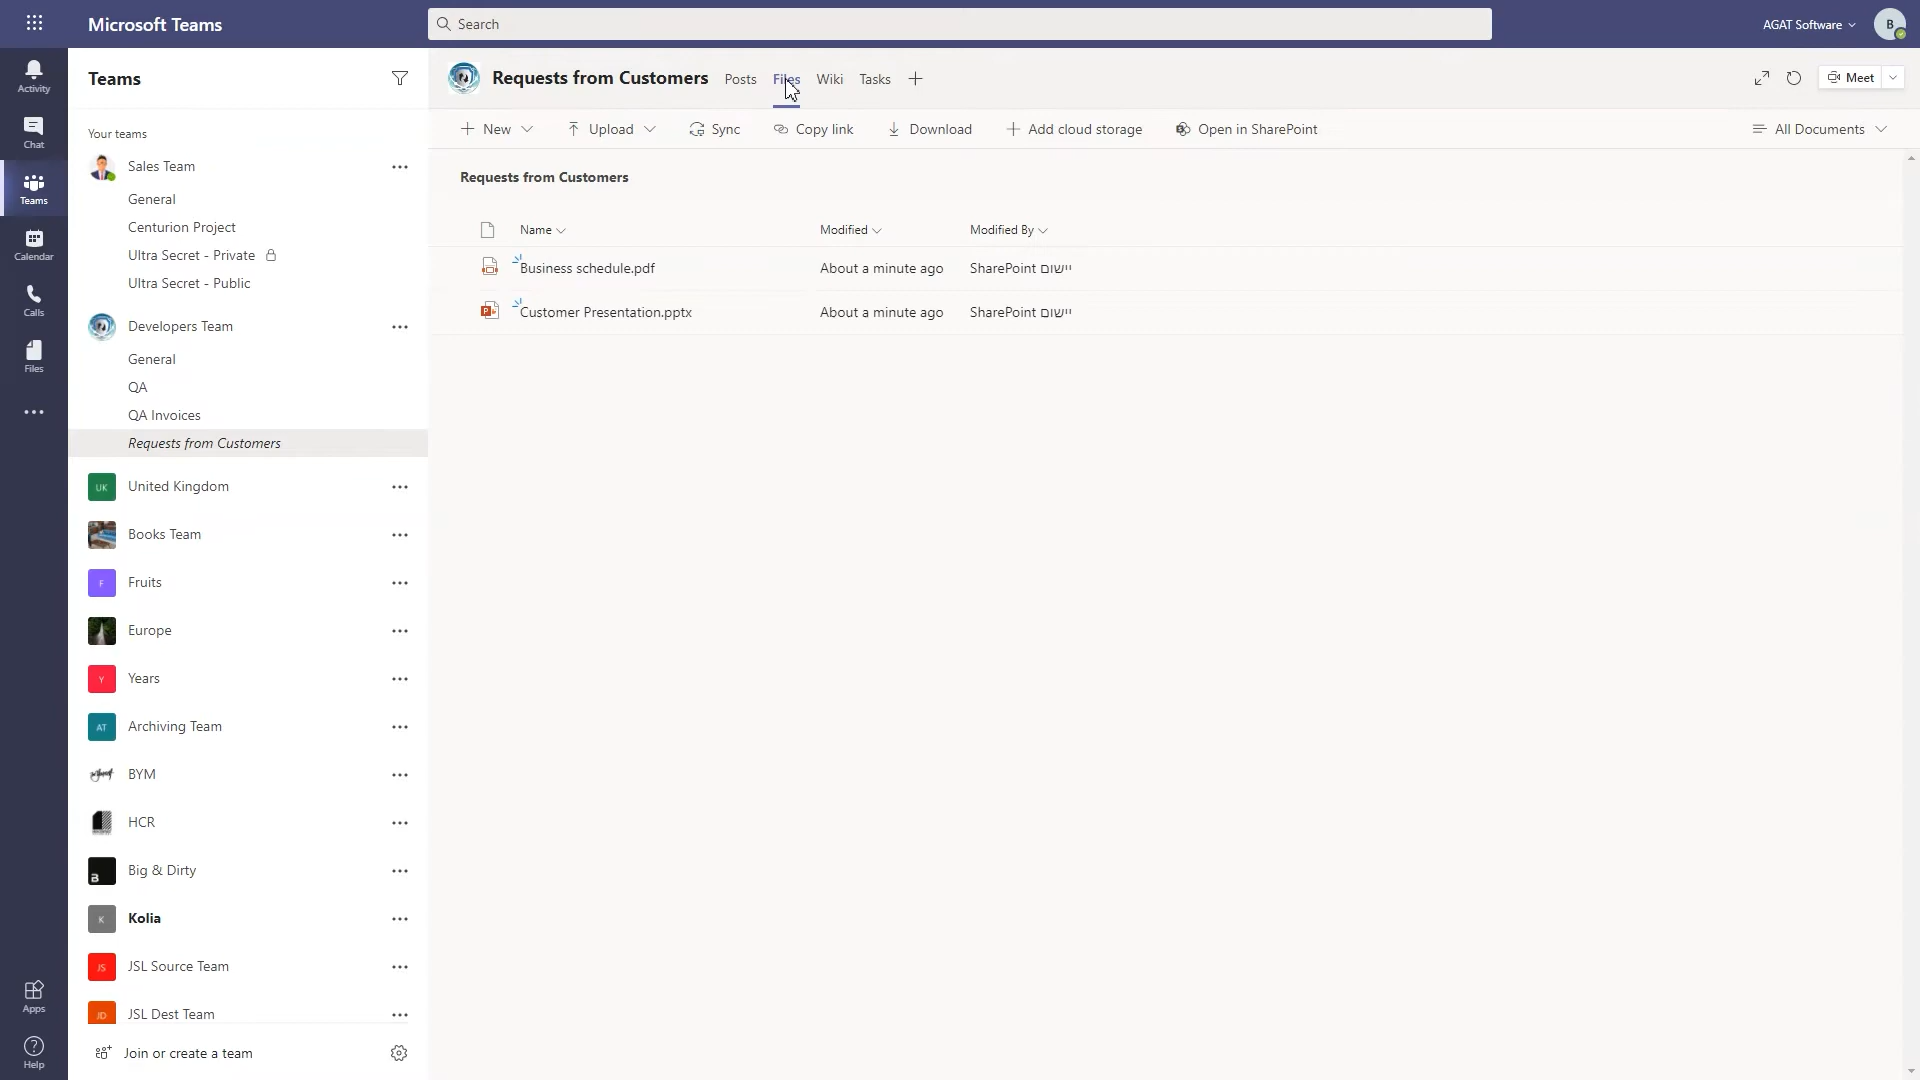 Microsoft Teams
Search
AGAT Software
B
Activity
Chat
Teams
Calendar
Calls
Files
Apps
Help
Teams
Your teams
Sales Team
General
Centurion Project
Ultra Secret - Private
Ultra Secret - Public
Developers Team
General
QA
QA Invoices
Requests from Customers
UK United Kingdom
Books Team
F Fruits
Europe
Y Years
AT Archiving Team
BYM
HCR
B Big & Dirty
K Kolia
JS JSL Source Team
JD JSL Dest Team
Join or create a team
Requests from Customers Posts Files Wiki Tasks
Meet
New Upload Sync Copy link Download Add cloud storage Open in SharePoint All Documents
Requests from Customers
Name Modified Modified By
Business schedule.pdf About a minute ago SharePoint יישום
Customer Presentation.pptx About a minute ago SharePoint יישום